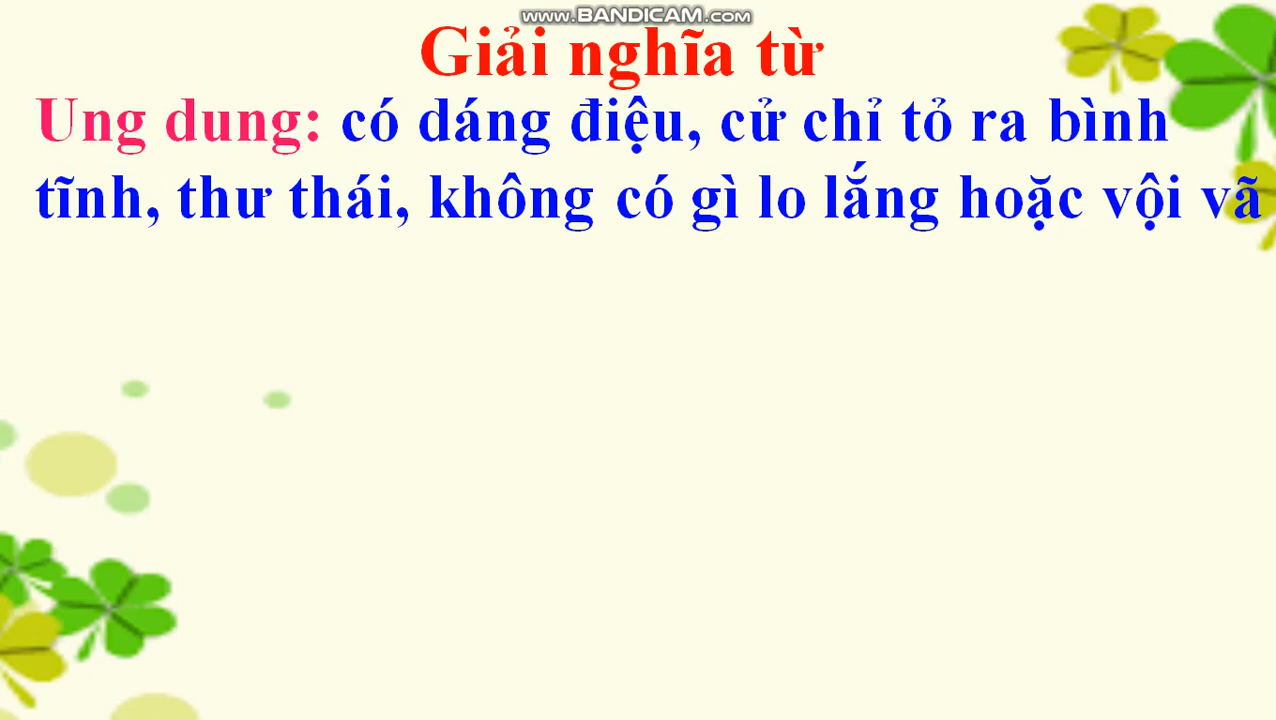 www.BANDICAM.com
Giải nghĩa từ
Ung dung: có dáng điệu, cử chỉ tỏ ra bình
tĩnh, thư thái, không có gì lo lắng hoặc vội vã